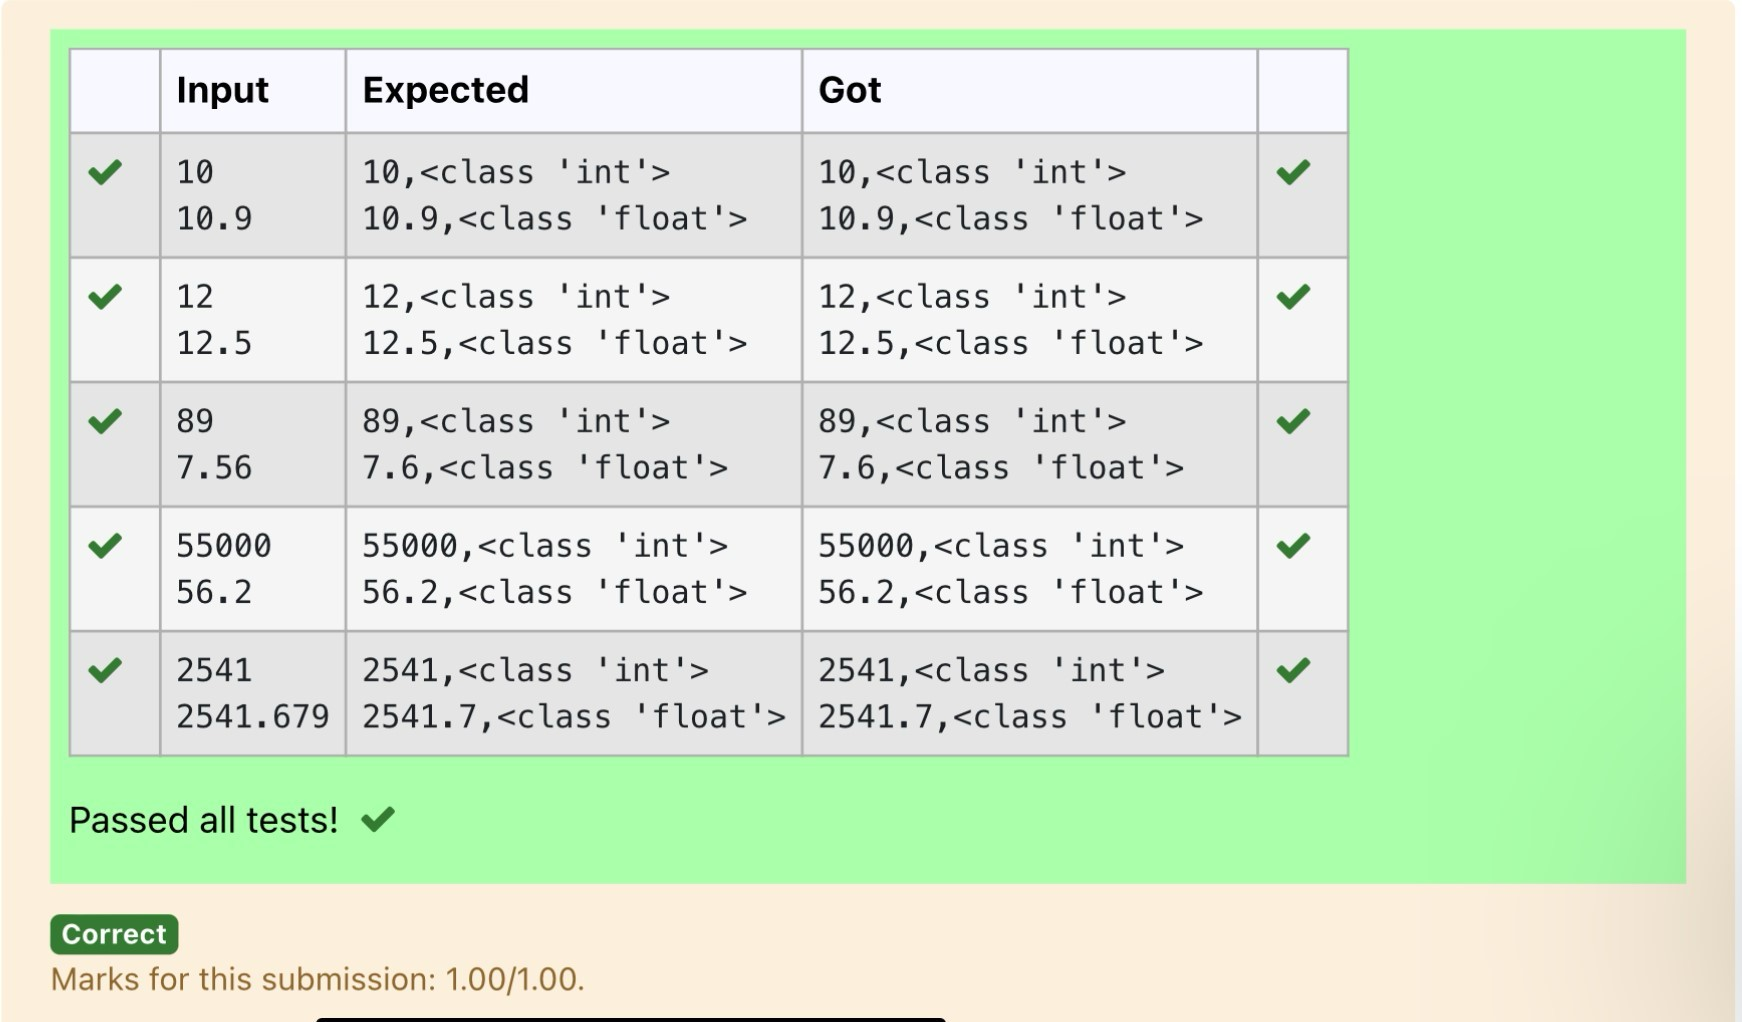 Input Expected Got
10 10,<class 'int'> 10,<class 'int'>
10.9 10.9,<class 'float'> 10.9,<class 'float'>
12 12,<class 'int'> 12,<class 'int'>
12.5 12.5,<class 'float'> 12.5,<class 'float'>
89 89,<class 'int'> 89,<class 'int'>
7.56 7.6,<class 'float'> 7.6,<class 'float'>
55000 55000,<class 'int'> 55000,<class 'int'>
56.2 56.2,<class 'float'> 56.2,<class 'float'>
2541 2541,<class 'int'> 2541,<class 'int'>
2541.679 2541.7,<class 'float'> 2541.7,<class 'float'>
Passed all tests!
Correct
Marks for this submission: 1.00/1.00.